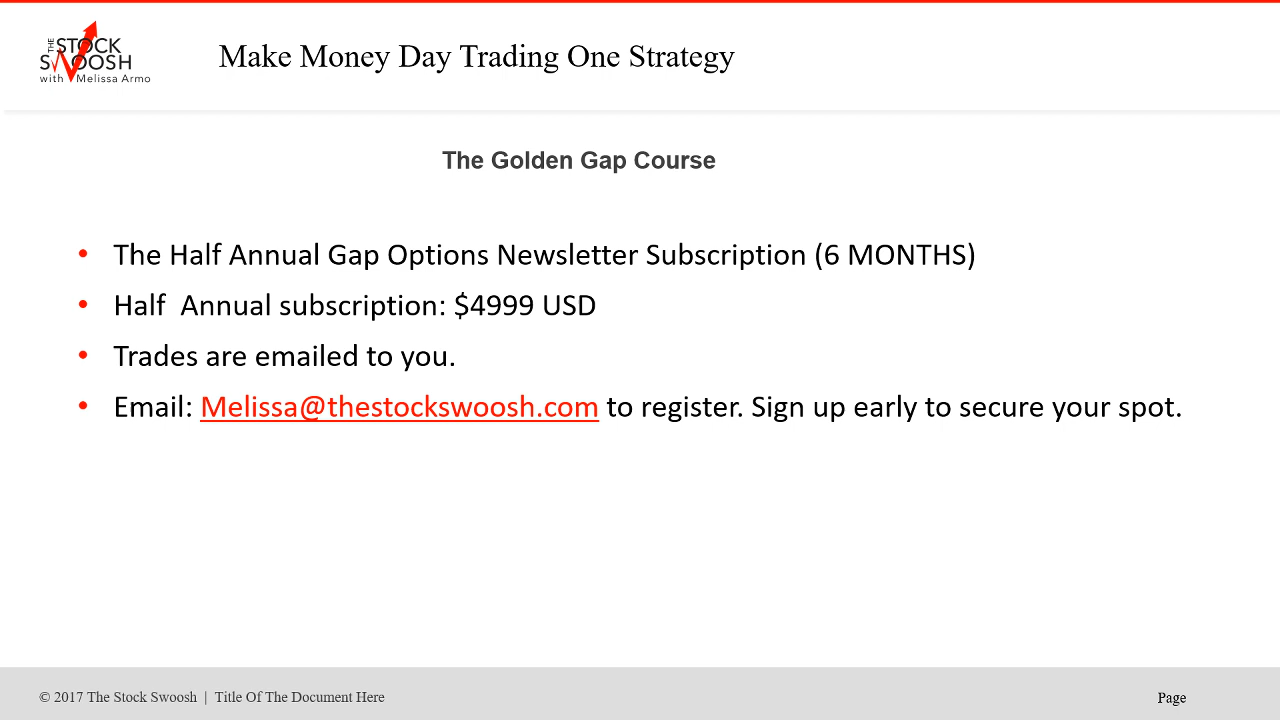 THE STOCK
SWOOSH
with Melissa Armo
Make Money Day Trading One Strategy
The Golden Gap Course
• The Half Annual Gap Options Newsletter Subscription (6 MONTHS)
• Half  Annual subscription: $4999 USD
• Trades are emailed to you.
• Email: Melissa@thestockswoosh.com to register. Sign up early to secure your spot.
© 2017 The Stock Swoosh | Title Of The Document Here
Page